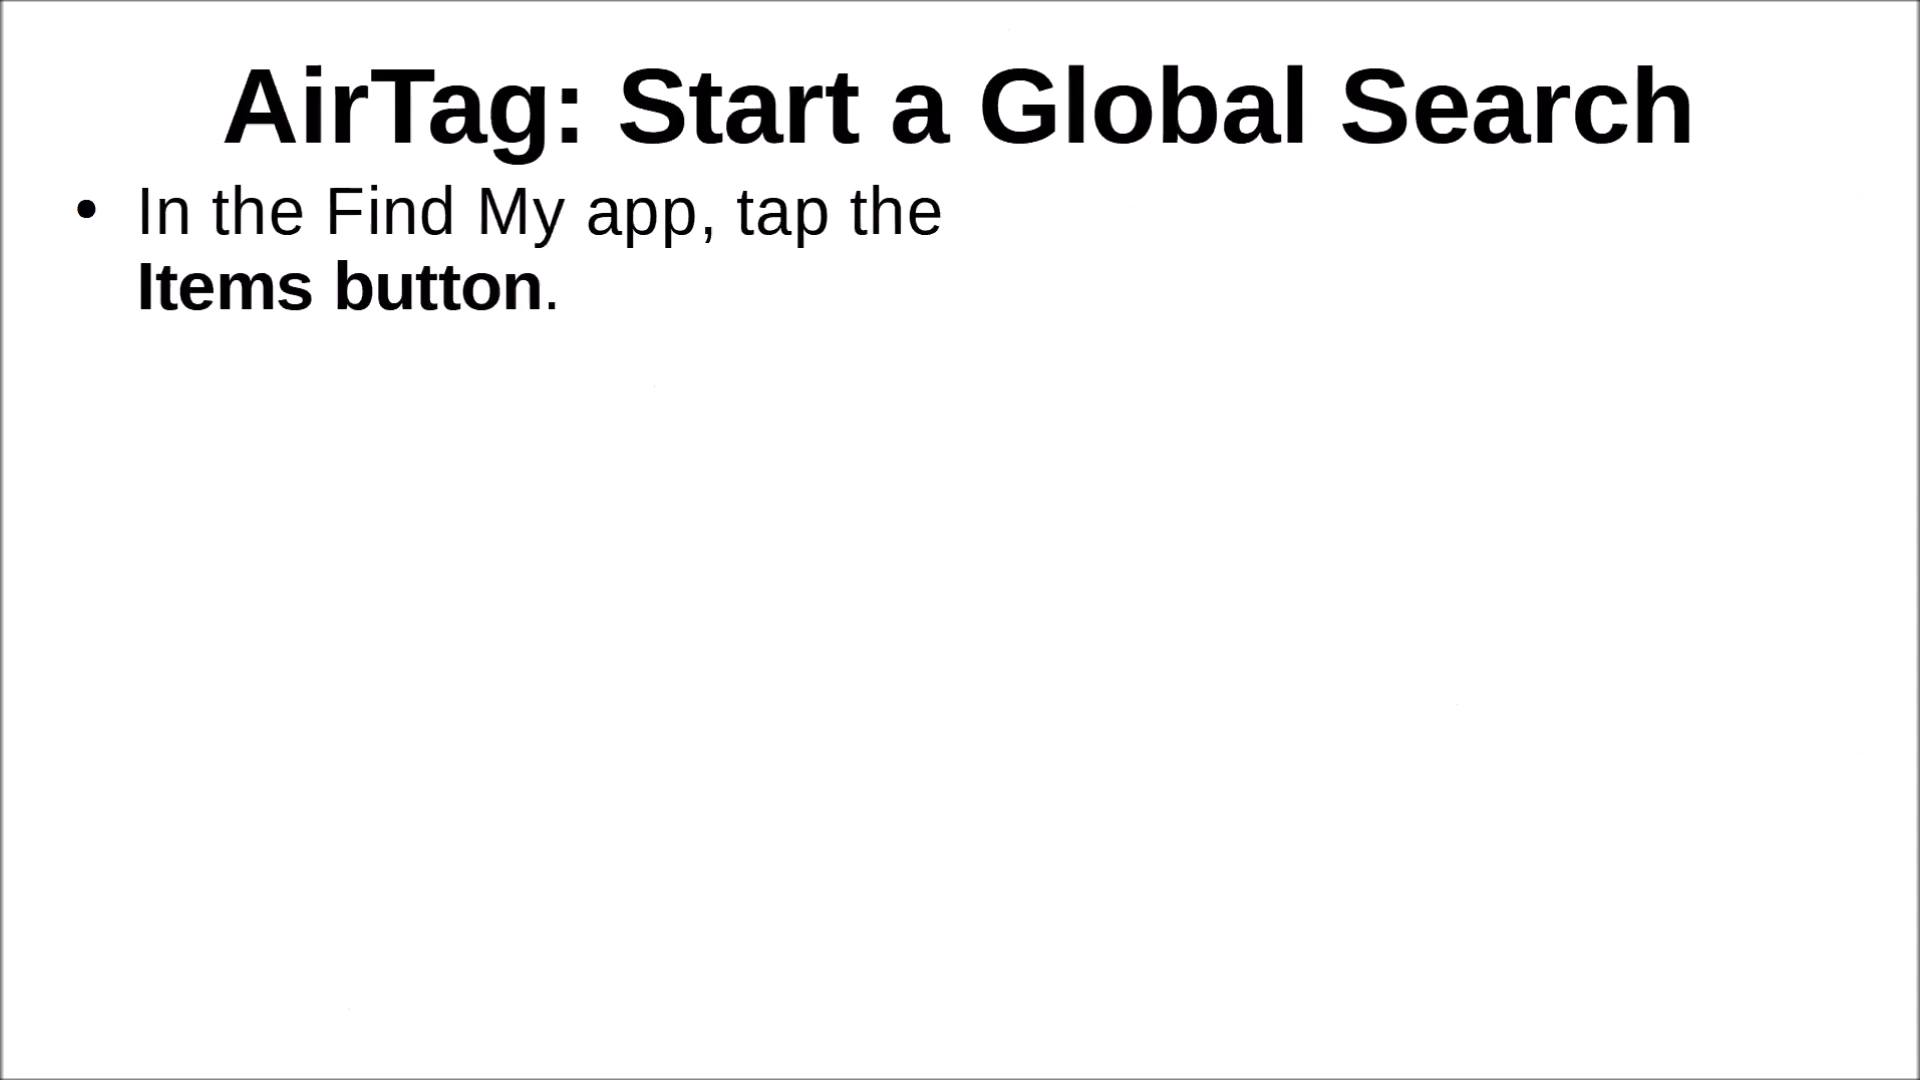 AirTag: Start a Global Search
• In the Find My app, tap the
Items button.